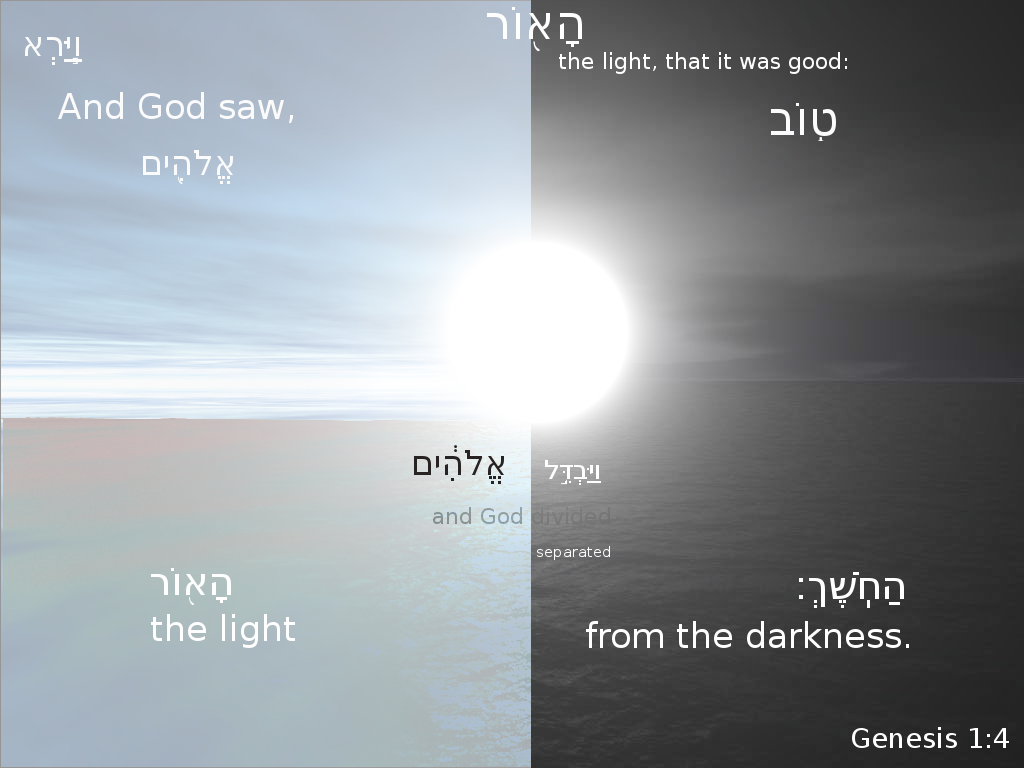 וַיַּ֧רְא
And God saw,
אֱלֹהִ֛ים
הָא֖וֹר
the light, that it was good:
ט֑וֹב
אֱלֹהִ֔ים
וַיַּבְדֵּ֣ל
and God divided
separated
הָא֖וֹר
the light
הַחֹֽשֶׁךְ׃
from the darkness.
Genesis 1:4